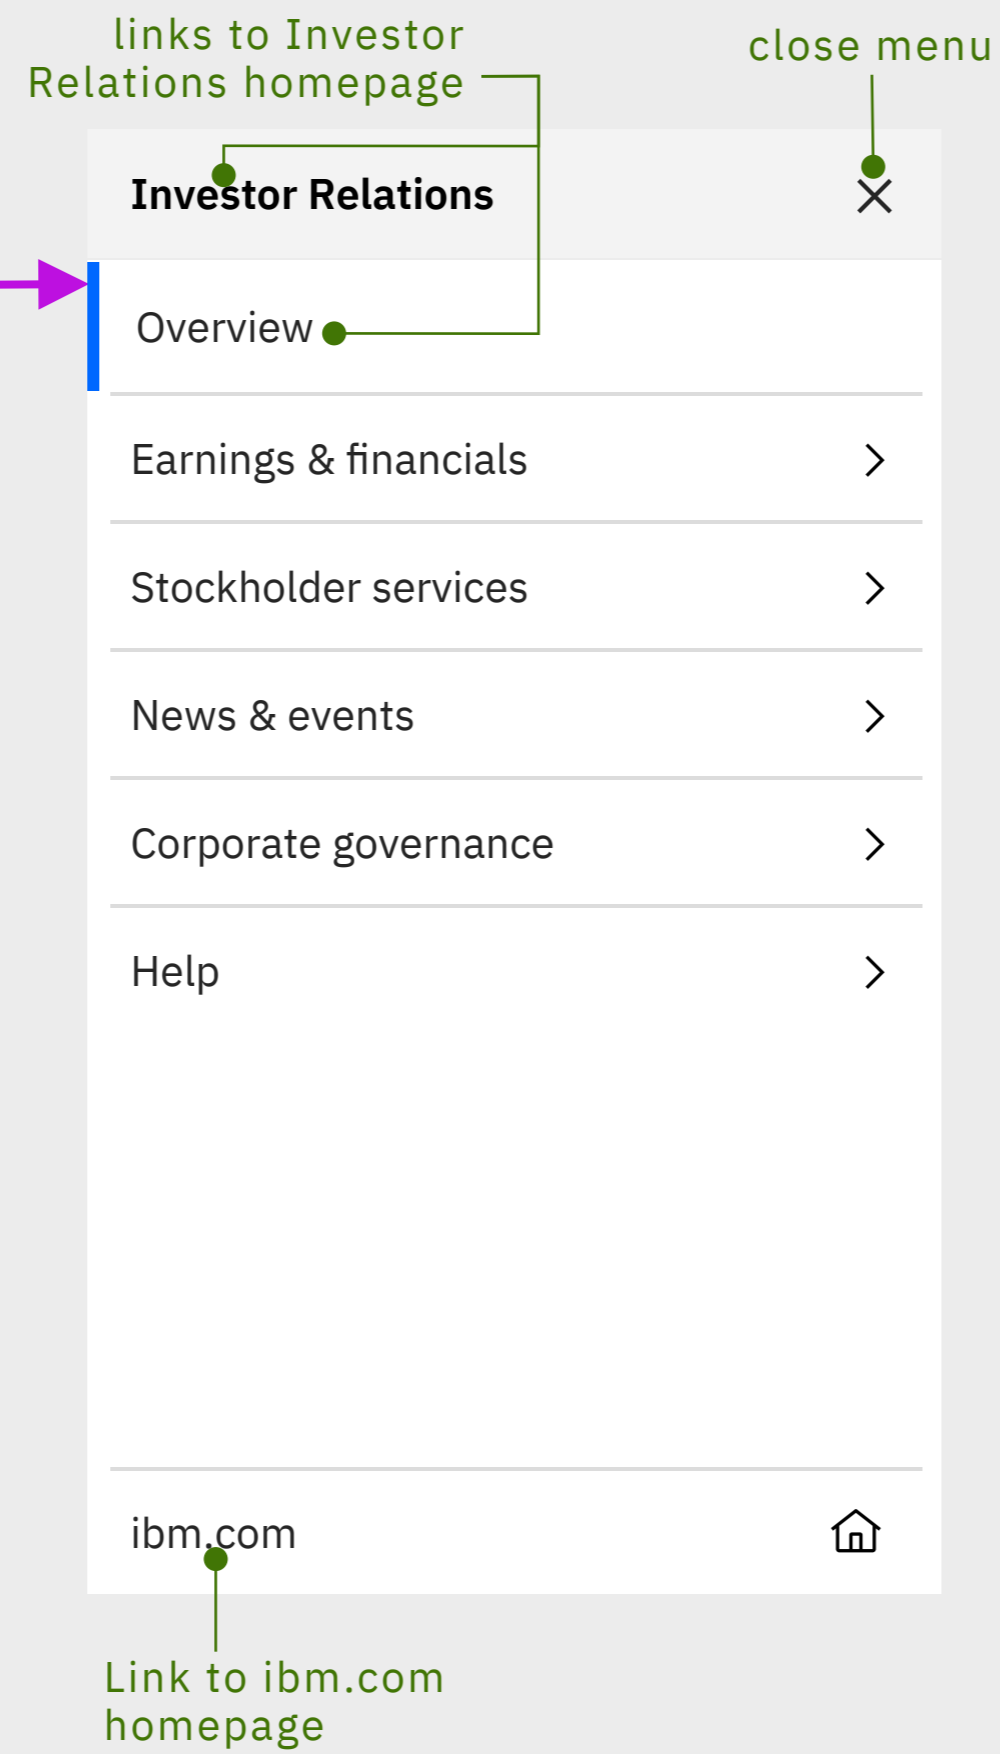 links to Investor
Relations homepage
close menu
Investor Relations
Overview
Earnings & financials
Stockholder services
News & events
Corporate governance
Help
ibm.com
Link to ibm.com
homepage